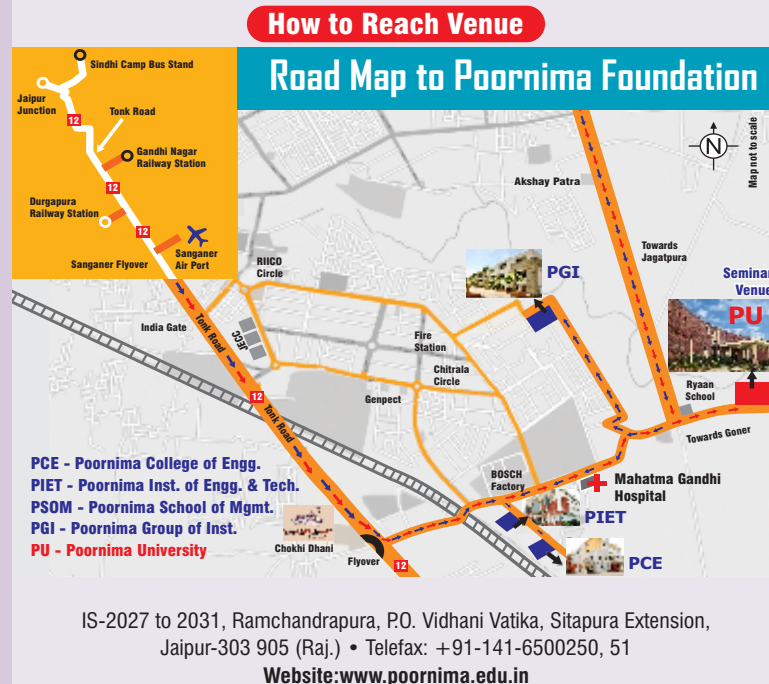 How to Reach Venue
Road Map to Poornima Foundation
Sindhi Camp Bus Stand
Jaipur
Junction
12
Tonk Road
Gandhi Nagar
Railway Station
12
Durgapura
Railway Station
12
Sanganer Flyover
Sanganer
Air Port
N
Map not to scale
Akshay Patra
Towards
Jagatpura
RIICO
Circle
PGI
Seminar
Venue
PU
India Gate
Tonk Road
JECC
Fire
Station
Chitrala
Circle
Genpect
12
Tonk Road
Ryaan
School
Towards Goner
PCE - Poornima College of Engg.
PIET - Poornima Inst. of Engg. & Tech.
PSOM - Poornima School of Mgmt.
PGI - Poornima Group of Inst.
PU - Poornima University
BOSCH
Factory
Mahatma Gandhi
Hospital
PIET
Chokhi Dhani
Flyover
12
PCE
IS-2027 to 2031, Ramchandrapura, P.O. Vidhani Vatika, Sitapura Extension,
Jaipur-303 905 (Raj.) • Telefax: +91-141-6500250, 51
Website:www.poornima.edu.in